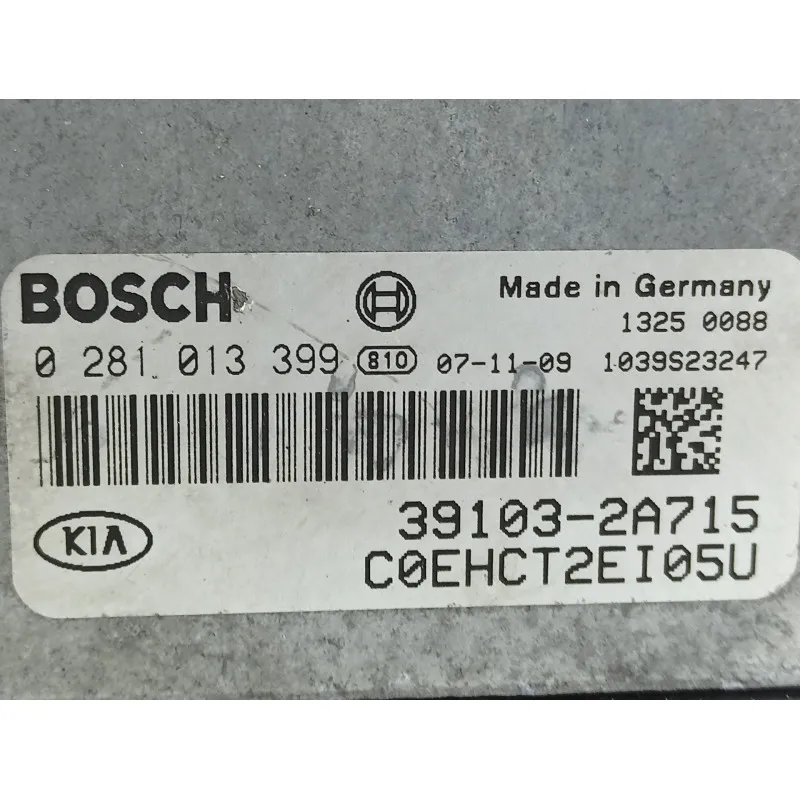 BOSCH Made in Germany
1325 0088
0 281 013 399 810 07-11-09 1039S23247
39103-2A715
KIA
C0EHCT2EI05U